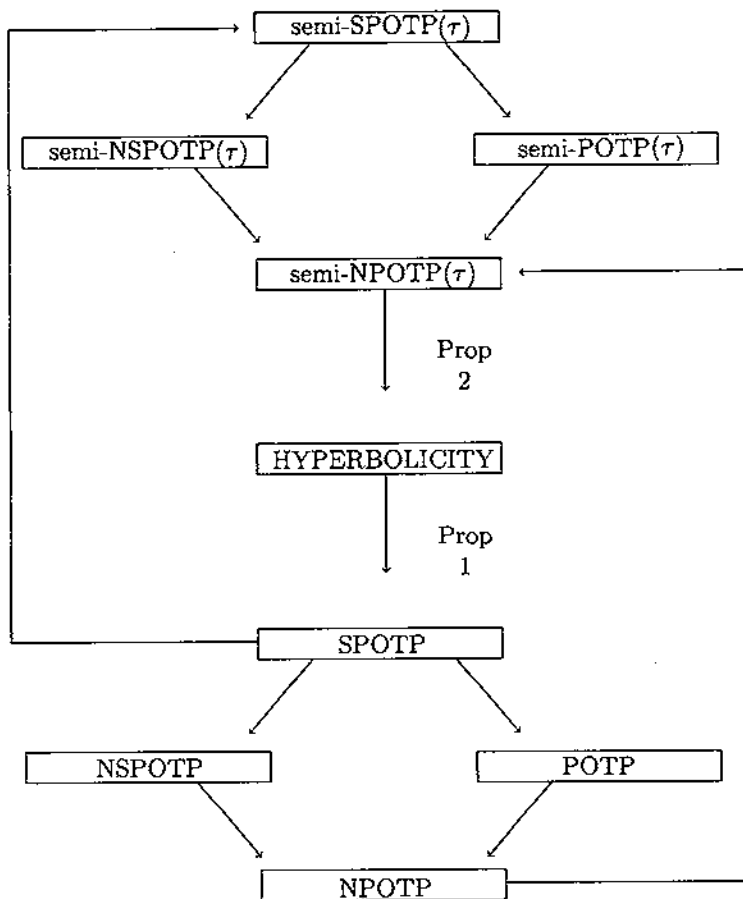 semi-SPOTP(τ)
semi-NSPOTP(τ)
semi-POTP(τ)
semi-NPOTP(τ)
Prop
2
HYPERBOLICITY
Prop
1
SPOTP
NSPOTP
POTP
NPOTP